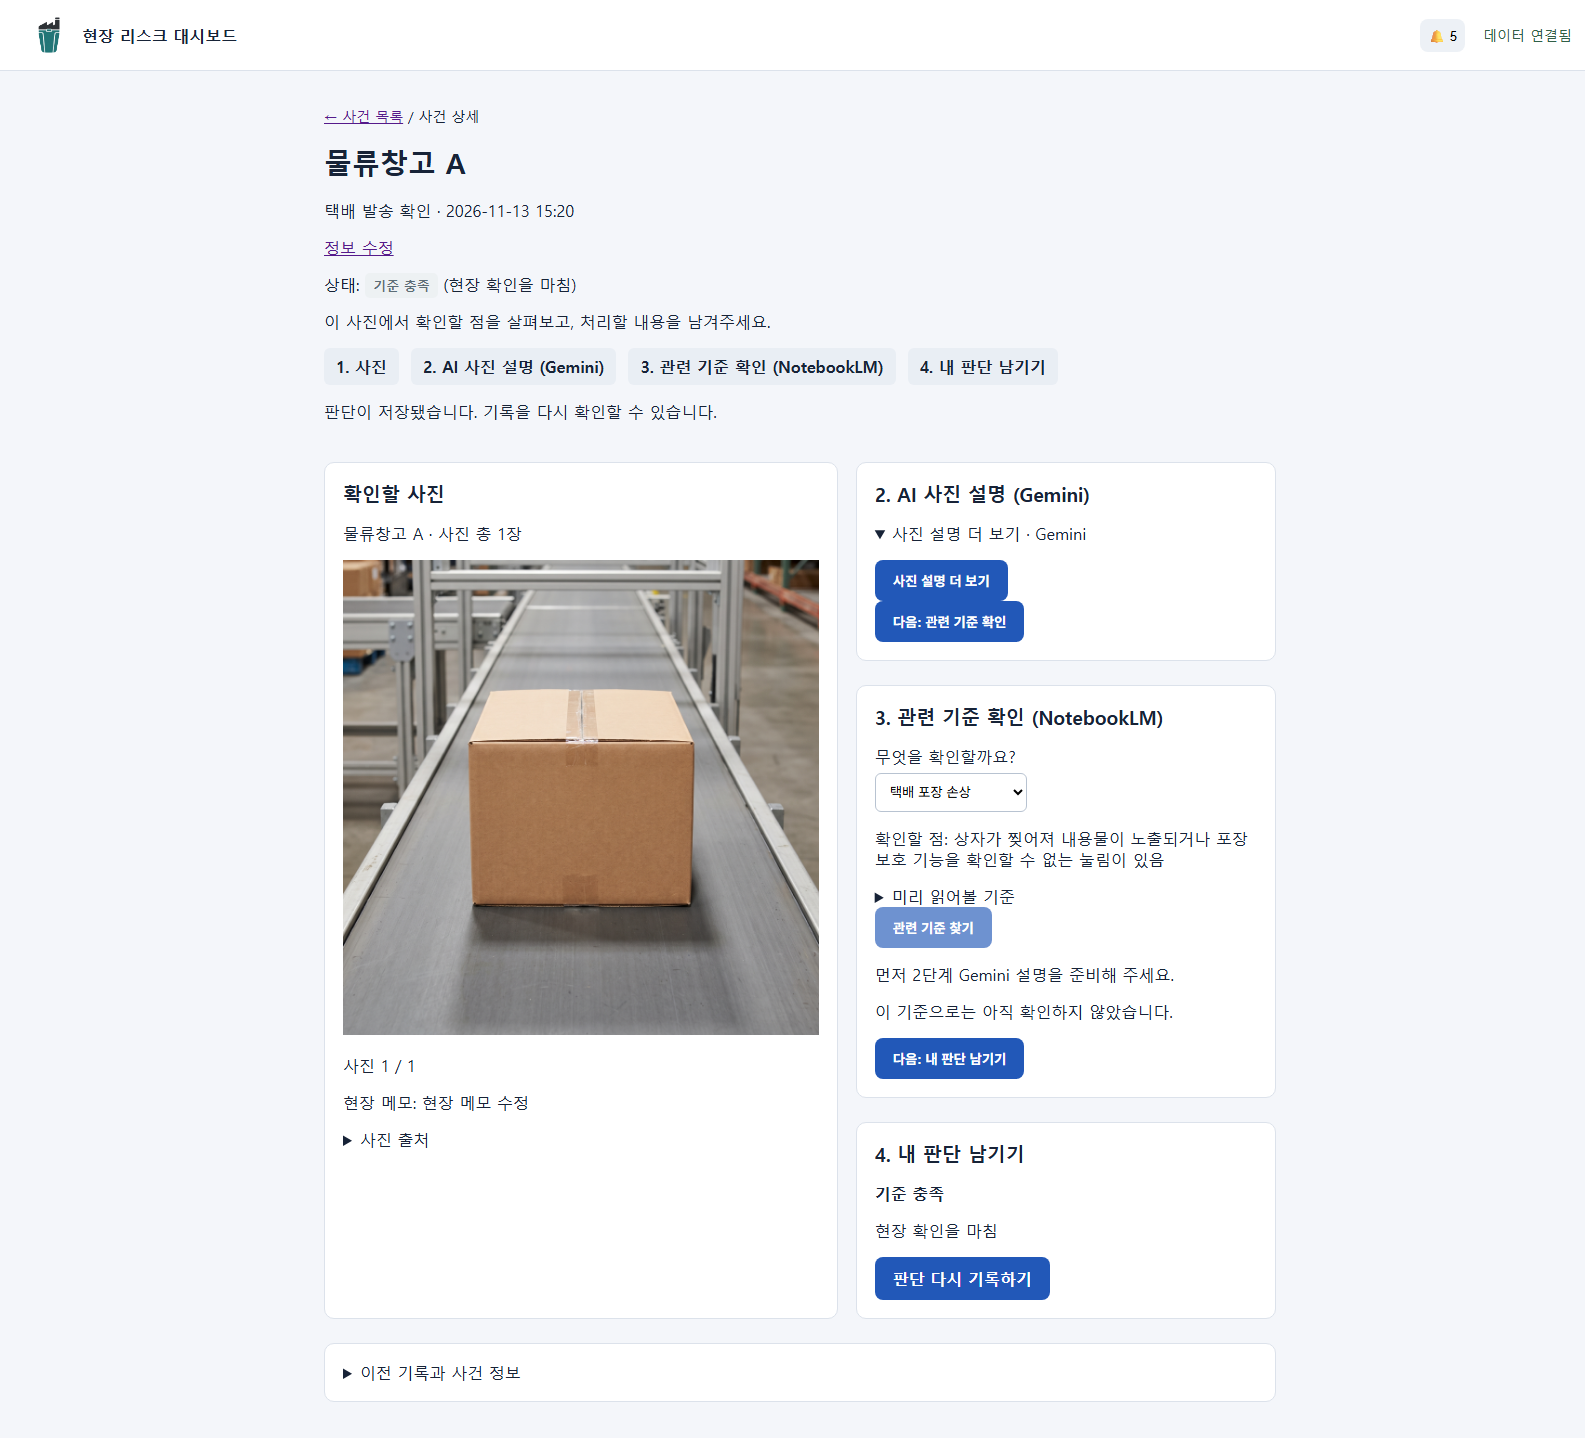 현장 리스크 대시보드
5
데이터 연결됨
← 사건 목록 / 사건 상세
물류창고 A
택배 발송 확인 · 2026-11-13 15:20
정보 수정
상태: 기준 충족 (현장 확인을 마침)
이 사진에서 확인할 점을 살펴보고, 처리할 내용을 남겨주세요.
1. 사진
2. AI 사진 설명 (Gemini)
3. 관련 기준 확인 (NotebookLM)
4. 내 판단 남기기
판단이 저장됐습니다. 기록을 다시 확인할 수 있습니다.
확인할 사진
물류창고 A · 사진 총 1장
사진 1 / 1
현장 메모: 현장 메모 수정
▶ 사진 출처
2. AI 사진 설명 (Gemini)
▼ 사진 설명 더 보기 · Gemini
사진 설명 더 보기
다음: 관련 기준 확인
3. 관련 기준 확인 (NotebookLM)
무엇을 확인할까요?
택배 포장 손상
확인할 점: 상자가 찢어져 내용물이 노출되거나 포장
보호 기능을 확인할 수 없는 눌림이 있음
▶ 미리 읽어볼 기준
관련 기준 찾기
먼저 2단계 Gemini 설명을 준비해 주세요.
이 기준으로는 아직 확인하지 않았습니다.
다음: 내 판단 남기기
4. 내 판단 남기기
기준 충족
현장 확인을 마침
판단 다시 기록하기
▶ 이전 기록과 사건 정보